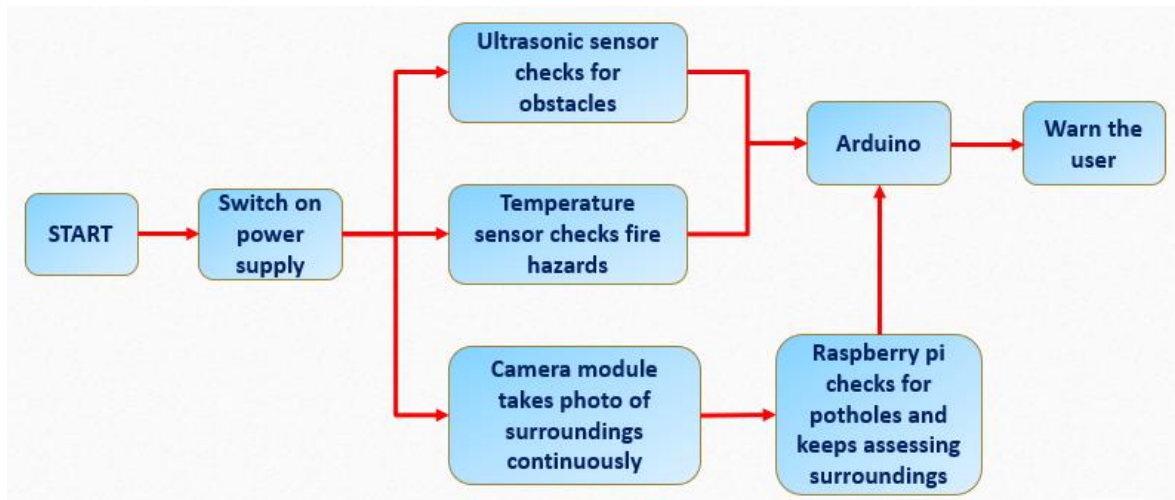 START
Switch on
power
supply
Ultrasonic sensor
checks for
obstacles
Temperature
sensor checks fire
hazards
Camera module
takes photo of
surroundings
continuously
Raspberry pi
checks for
potholes and
keeps assessing
surroundings
Arduino
Warn the
user